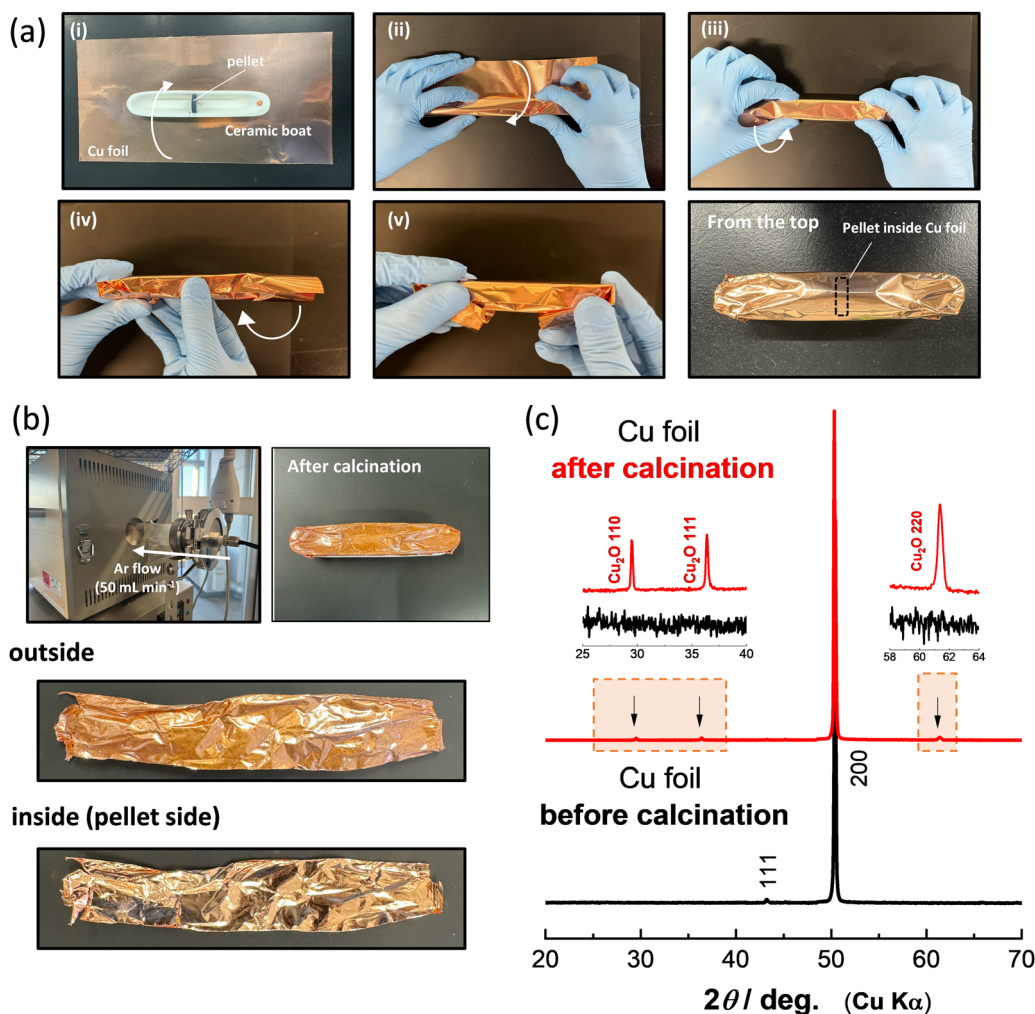 (a)
(i)
pellet
Ceramic boat
Cu foil
(ii)
(iii)
(iv)
(v)
From the top
Pellet inside Cu foil
(b)
Ar flow
(50 mL min⁻¹)
After calcination
outside
inside (pellet side)
(c)
Cu foil
after calcination
Cu₂O 110
Cu₂O 111
Cu₂O 220
25 30 35 40
58 60 62 64
Cu foil
before calcination
200
111
20 30 40 50 60 70
2θ / deg. (Cu Kα)